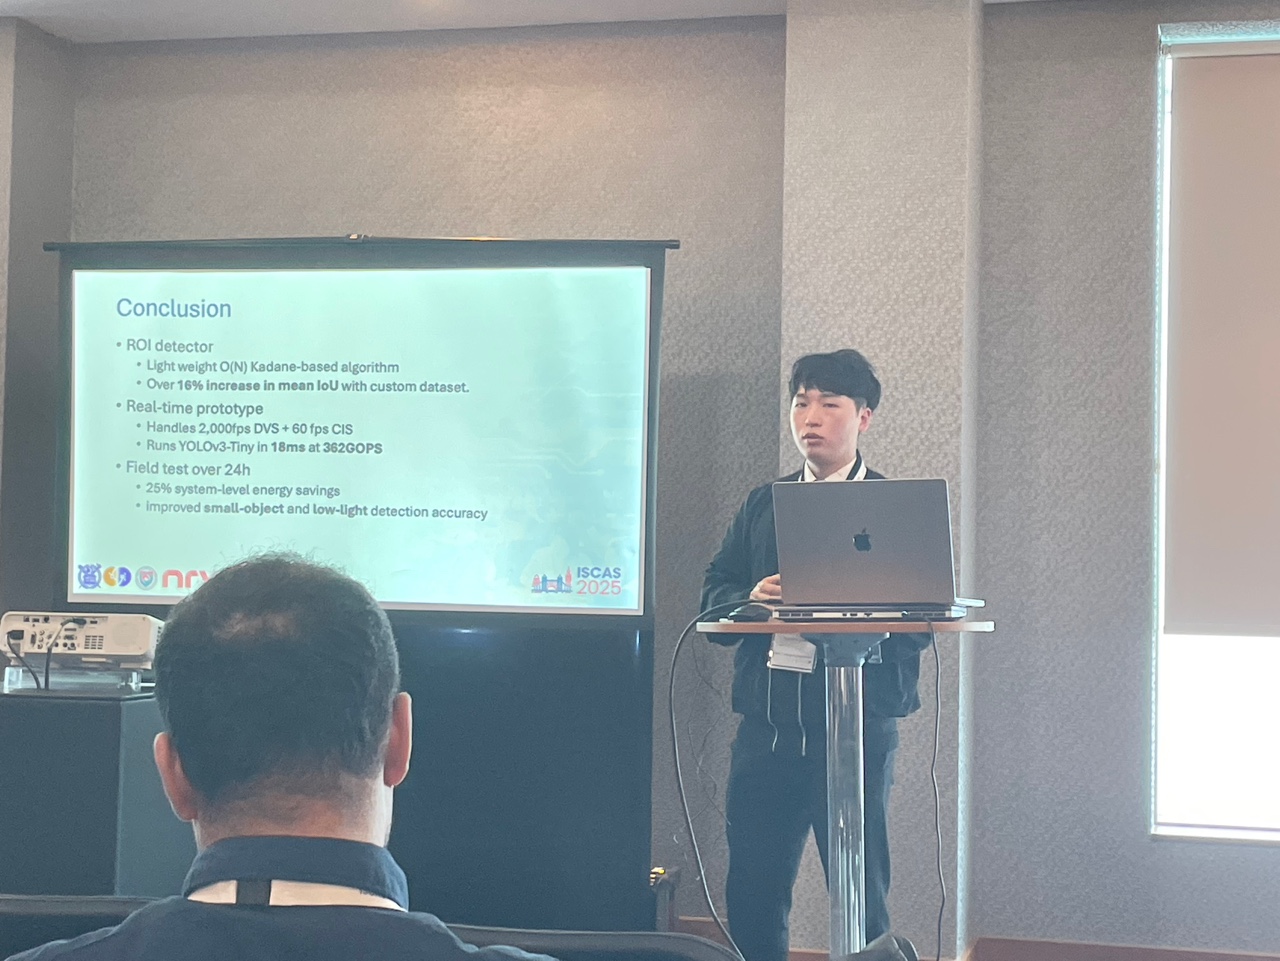 Conclusion
• ROI detector
• Light weight O(N) Kadane-based algorithm
• Over 16% increase in mean IoU with custom dataset.
• Real-time prototype
• Handles 2,000fps DVS + 60 fps CIS
• Runs YOLOv3-Tiny in 18ms at 362GOPS
• Field test over 24h
• 25% system-level energy savings
• Improved small-object and low-light detection accuracy
ISCAS
2025